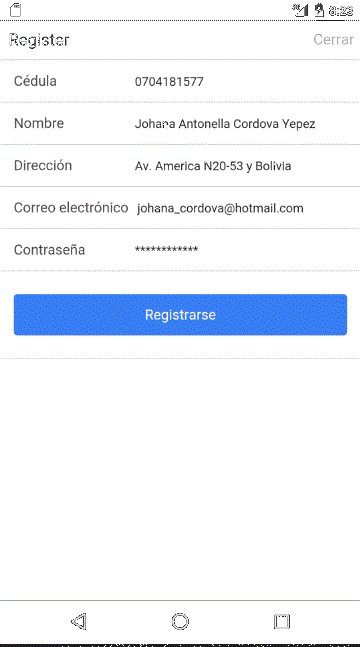 8:23
Register Cerrar
Cédula 0704181577
Nombre Johana Antonella Cordova Yepez
Dirección Av. America N20-53 y Bolivia
Correo electrónico johana_cordova@hotmail.com
Contraseña ************
Registrarse